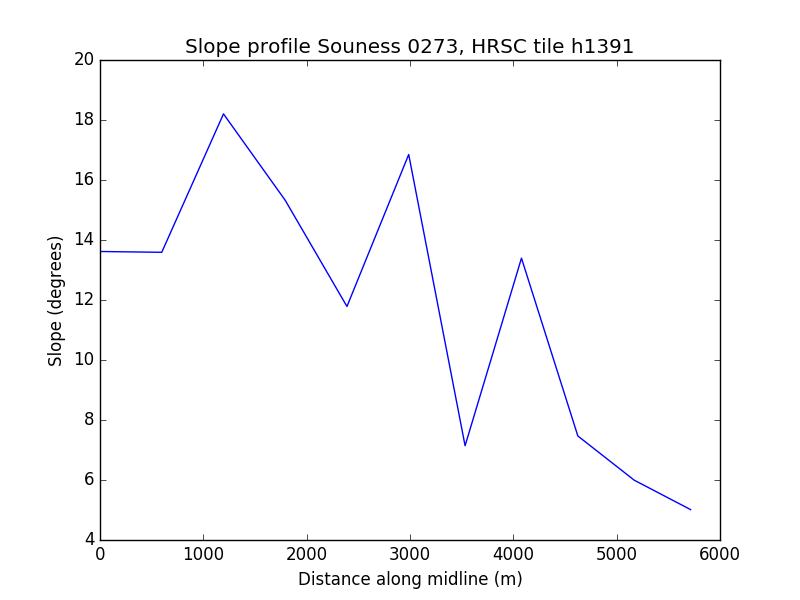 Slope profile Souness 0273, HRSC tile h1391
20
18
16
14
12
10
8
6
4
Slope (degrees)
0 1000 2000 3000 4000 5000 6000
Distance along midline (m)